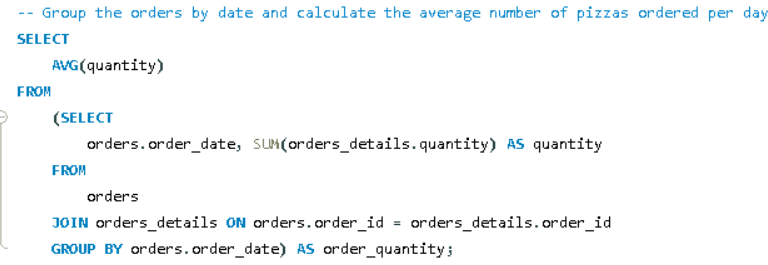 -- Group the orders by date and calculate the average number of pizzas ordered per day
SELECT
AVG(quantity)
FROM
(SELECT
orders.order_date, SUM(orders_details.quantity) AS quantity
FROM
orders
JOIN orders_details ON orders.order_id = orders_details.order_id
GROUP BY orders.order_date) AS order_quantity;